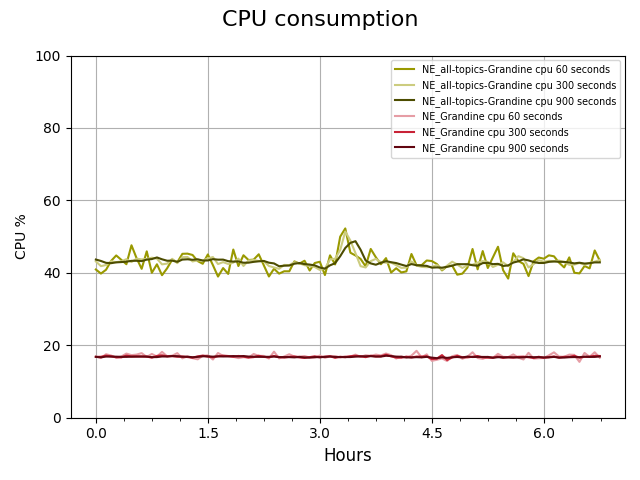 CPU consumption
100
80
60
40
20
0
CPU %
NE_all-topics-Grandine cpu 60 seconds
NE_all-topics-Grandine cpu 300 seconds
NE_all-topics-Grandine cpu 900 seconds
NE_Grandine cpu 60 seconds
NE_Grandine cpu 300 seconds
NE_Grandine cpu 900 seconds
0.0 1.5 3.0 4.5 6.0
Hours